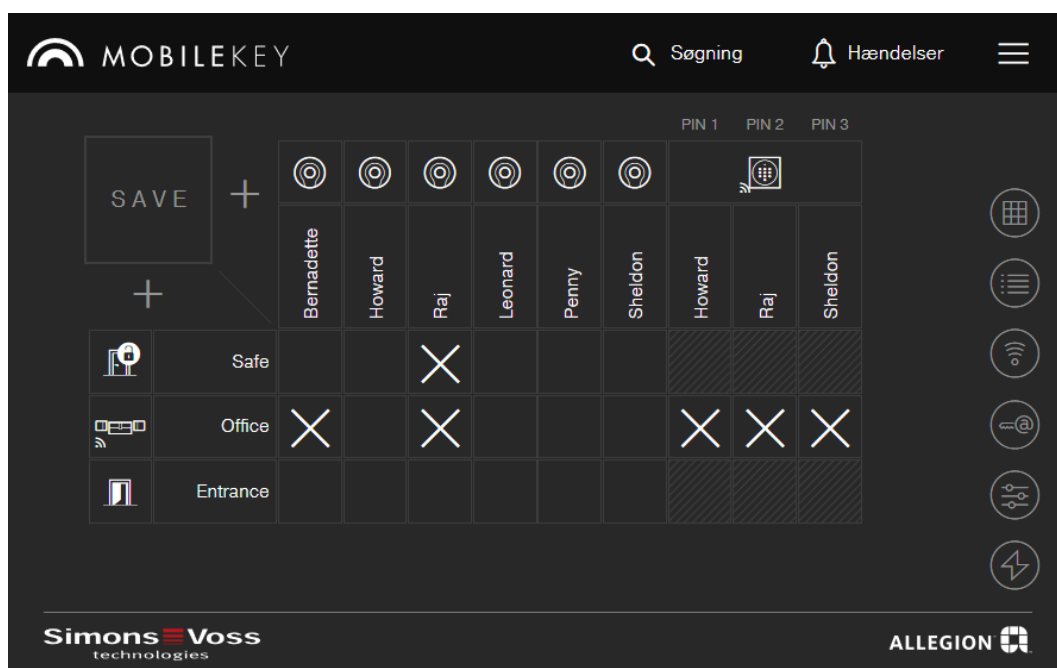 MOBILEKEY
Søgning
Hændelser
PIN 1 PIN 2 PIN 3
SAVE
Bernadette
Howard
Raj
Leonard
Penny
Sheldon
Howard
Raj
Sheldon
Safe
Office
Entrance
Simons Voss
technologies
ALLEGION